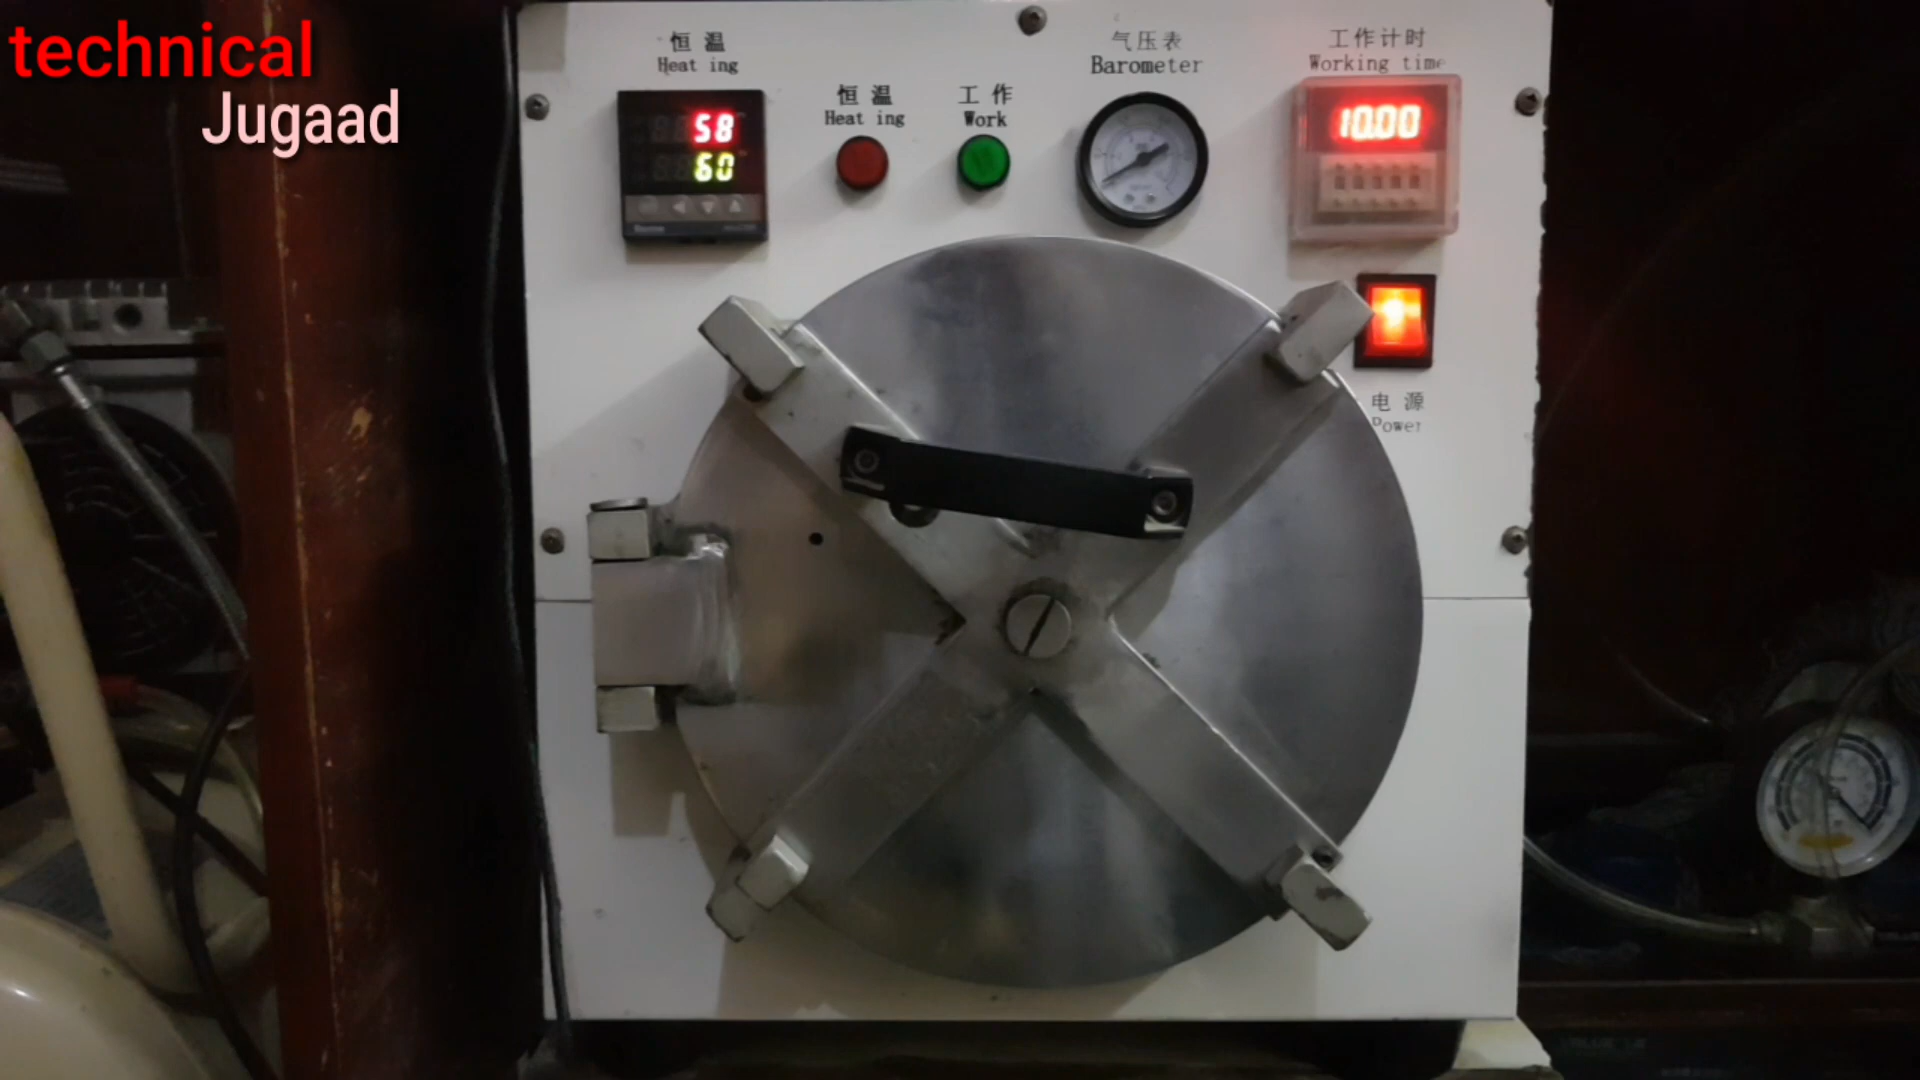 technical
Jugaad
恒 温
Heat ing
58
60
恒 温
Heat ing
工 作
Work
气压表
Barometer
工作计时
Working time
10.00
电 源
Power